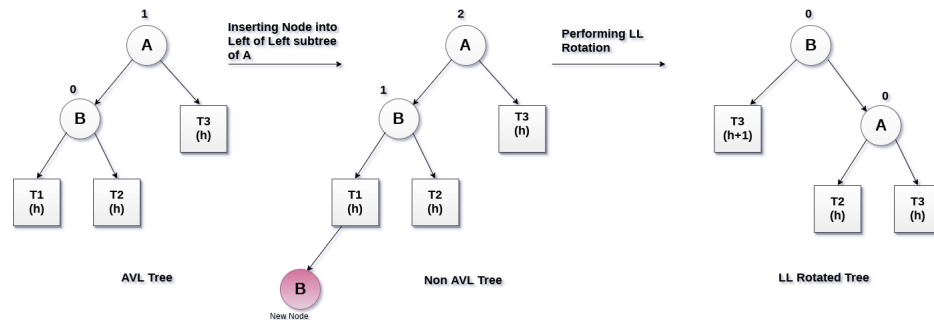 1
A
0
B
T3
(h)
T1
(h)
T2
(h)
AVL Tree
Inserting Node into
Left of Left subtree
of A
2
A
1
B
T3
(h)
T1
(h)
T2
(h)
B
New Node
Non AVL Tree
Performing LL
Rotation
0
B
T3
(h+1)
0
A
T2
(h)
T3
(h)
LL Rotated Tree